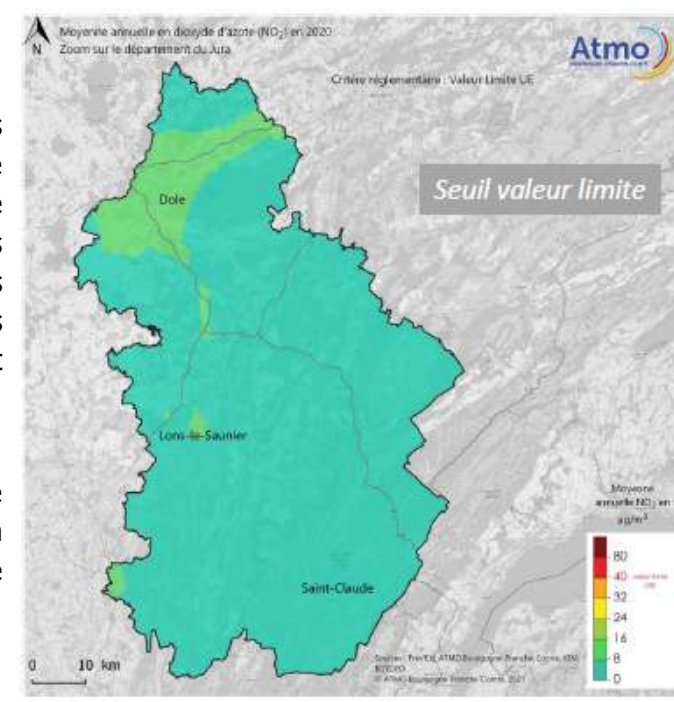 Moyenne annuelle en dioxyde d'azote (NO2) en 2020
Zoom sur le département du Jura
N
Atmo
Critère réglementaire : Valeur Limite UE
Seuil valeur limite
Dole
Lons-le-Saunier
Saint-Claude
Moyenne
annuelle NO2 en
µg/m3
80
40
32
24
16
8
0
0 10 km